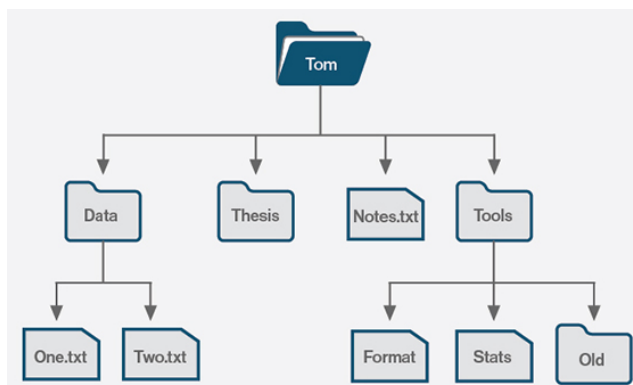 Tom
Data
Thesis
Notes.txt
Tools
One.txt
Two.txt
Format
Stats
Old